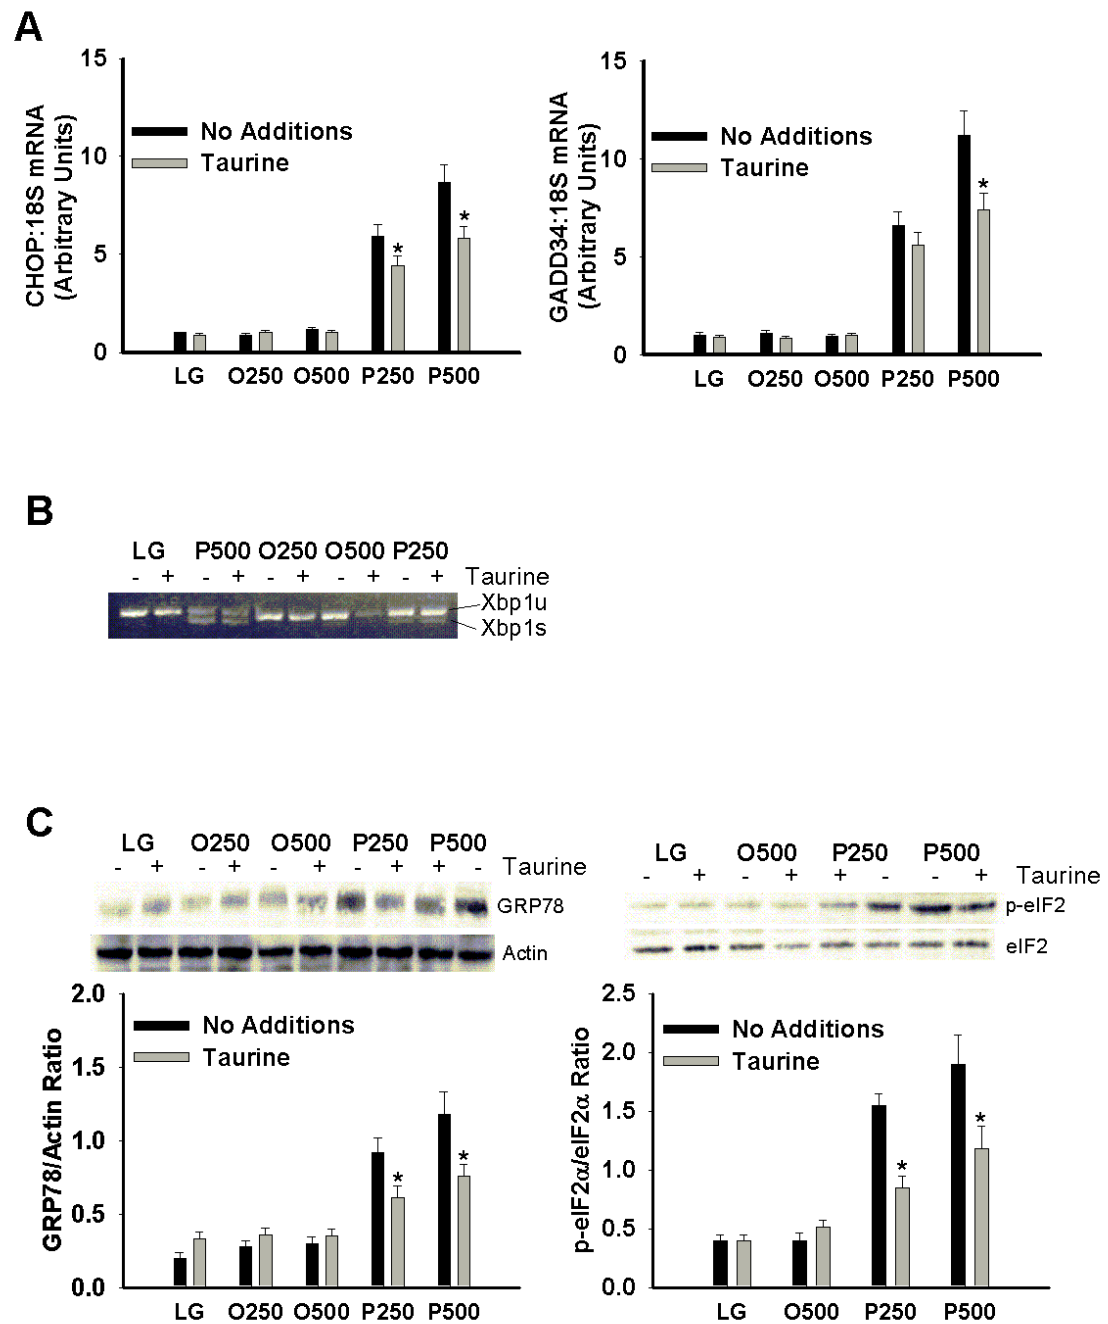 A
CHOP:18S mRNA
(Arbitrary Units)
15
10
5
0
No Additions
Taurine
*
*
LG O250 O500 P250 P500
GADD34:18S mRNA
(Arbitrary Units)
15
10
5
0
No Additions
Taurine
*
LG O250 O500 P250 P500
B
LG P500 O250 O500 P250
- + - + - + - + - + Taurine
Xbp1u
Xbp1s
C
LG O250 O500 P250 P500
- + - + - + - + + - Taurine
GRP78
Actin
GRP78/Actin Ratio
2.0
1.5
1.0
0.5
0.0
No Additions
Taurine
*
*
LG O250 O500 P250 P500
LG O500 P250 P500
- + - + + - - + Taurine
p-eIF2
eIF2
p-eIF2α/eIF2α Ratio
2.5
2.0
1.5
1.0
0.5
0.0
No Additions
Taurine
*
*
LG O500 P250 P500